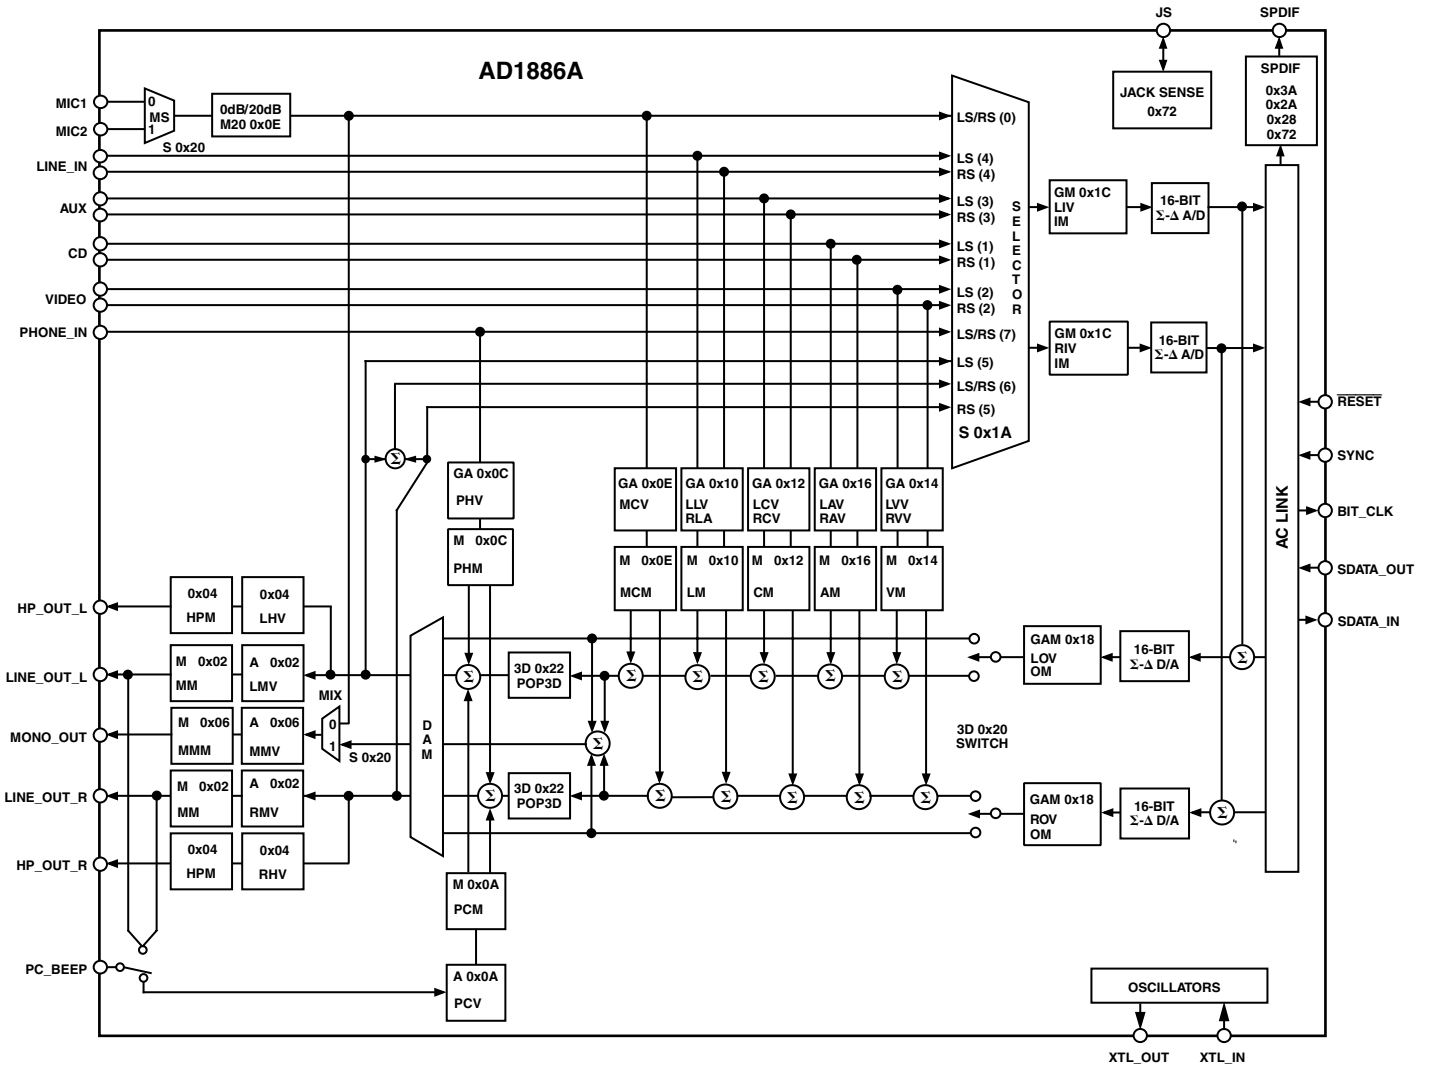 JS
SPDIF
AD1886A
MIC1
MIC2
0
MS
1
S 0x20
0dB/20dB
M20 0x0E
LINE_IN
AUX
CD
VIDEO
PHONE_IN
LS/RS (0)
LS (4)
RS (4)
LS (3)
RS (3)
LS (1)
RS (1)
LS (2)
RS (2)
LS/RS (7)
LS (5)
LS/RS (6)
RS (5)
S 0x1A
SELECTOR
JACK SENSE
0x72
SPDIF
0x3A
0x2A
0x28
0x72
GM 0x1C
LIV
IM
16-BIT
Σ-Δ A/D
GM 0x1C
RIV
IM
16-BIT
Σ-Δ A/D
AC LINK
RESET
SYNC
BIT_CLK
SDATA_OUT
SDATA_IN
Σ
GA 0x0C
PHV
M 0x0C
PHM
GA 0x0E
MCV
GA 0x10
LLV
RLA
GA 0x12
LCV
RCV
GA 0x16
LAV
RAV
GA 0x14
LVV
RVV
M 0x0E
MCM
M 0x10
LM
M 0x12
CM
M 0x16
AM
M 0x14
VM
HP_OUT_L
0x04
HPM
0x04
LHV
LINE_OUT_L
M 0x02
MM
A 0x02
LMV
MIX
0
1
S 0x20
MONO_OUT
M 0x06
MMM
A 0x06
MMV
LINE_OUT_R
M 0x02
MM
A 0x02
RMV
HP_OUT_R
0x04
HPM
0x04
RHV
DAM
Σ
3D 0x22
POP3D
Σ
Σ
Σ
Σ
Σ
Σ
3D 0x20
SWITCH
Σ
3D 0x22
POP3D
Σ
Σ
Σ
Σ
Σ
GAM 0x18
LOV
OM
16-BIT
Σ-Δ D/A
Σ
GAM 0x18
ROV
OM
16-BIT
Σ-Δ D/A
Σ
M 0x0A
PCM
A 0x0A
PCV
PC_BEEP
OSCILLATORS
XTL_OUT
XTL_IN